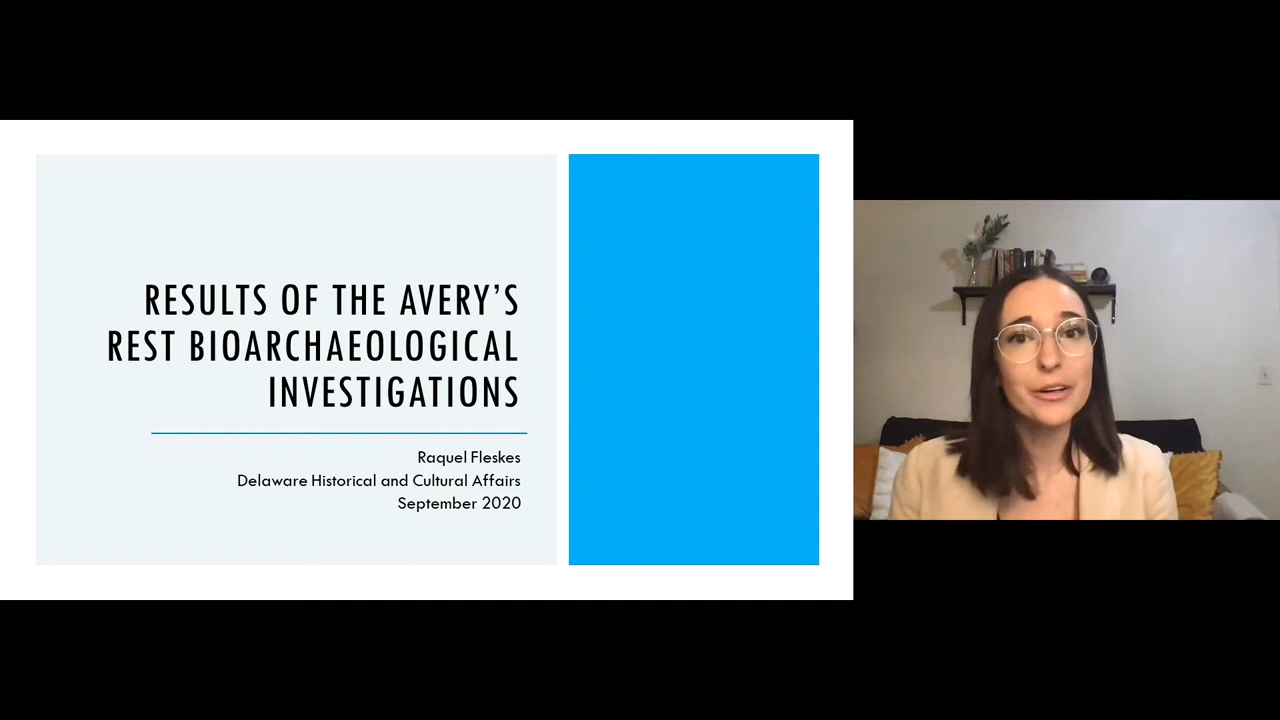 RESULTS OF THE AVERY'S
REST BIOARCHAEOLOGICAL
INVESTIGATIONS
Raquel Fleskes
Delaware Historical and Cultural Affairs
September 2020